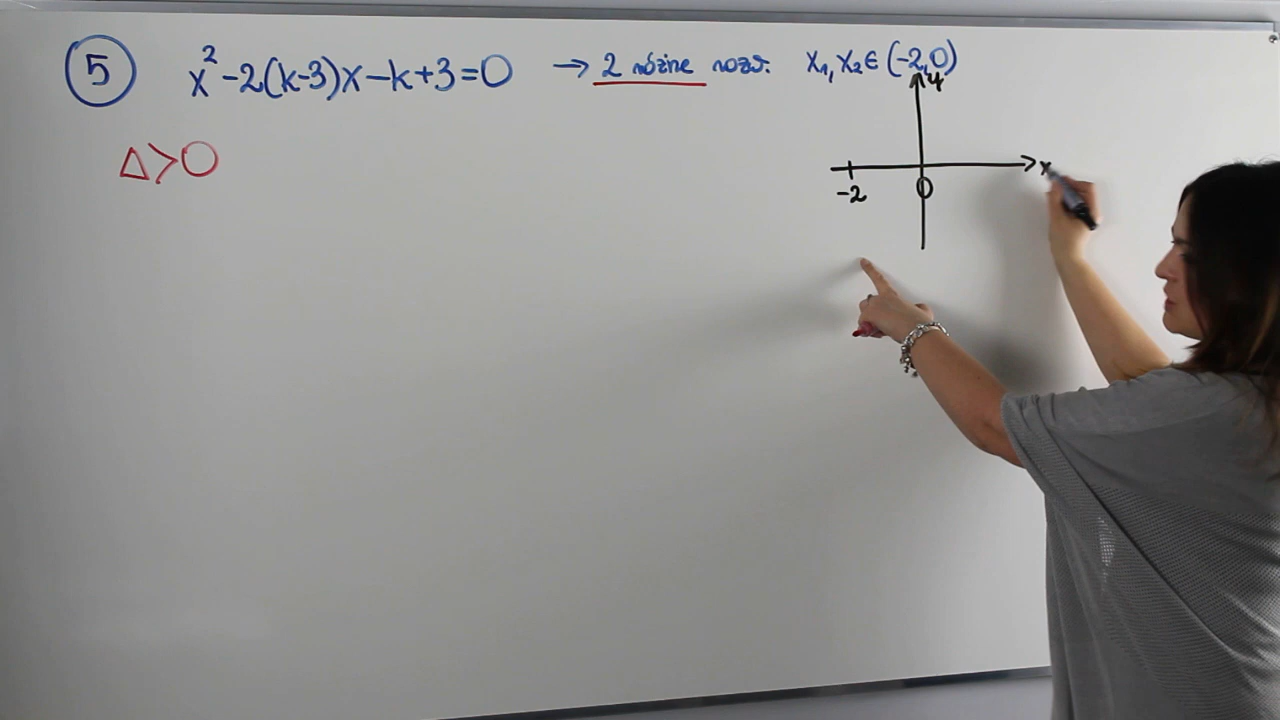 5 x²-2(k-3)x-k+3=0 → 2 różne rozw. x₁, x₂ ∈ (-2,0)
Δ>0
y
x
-2 0